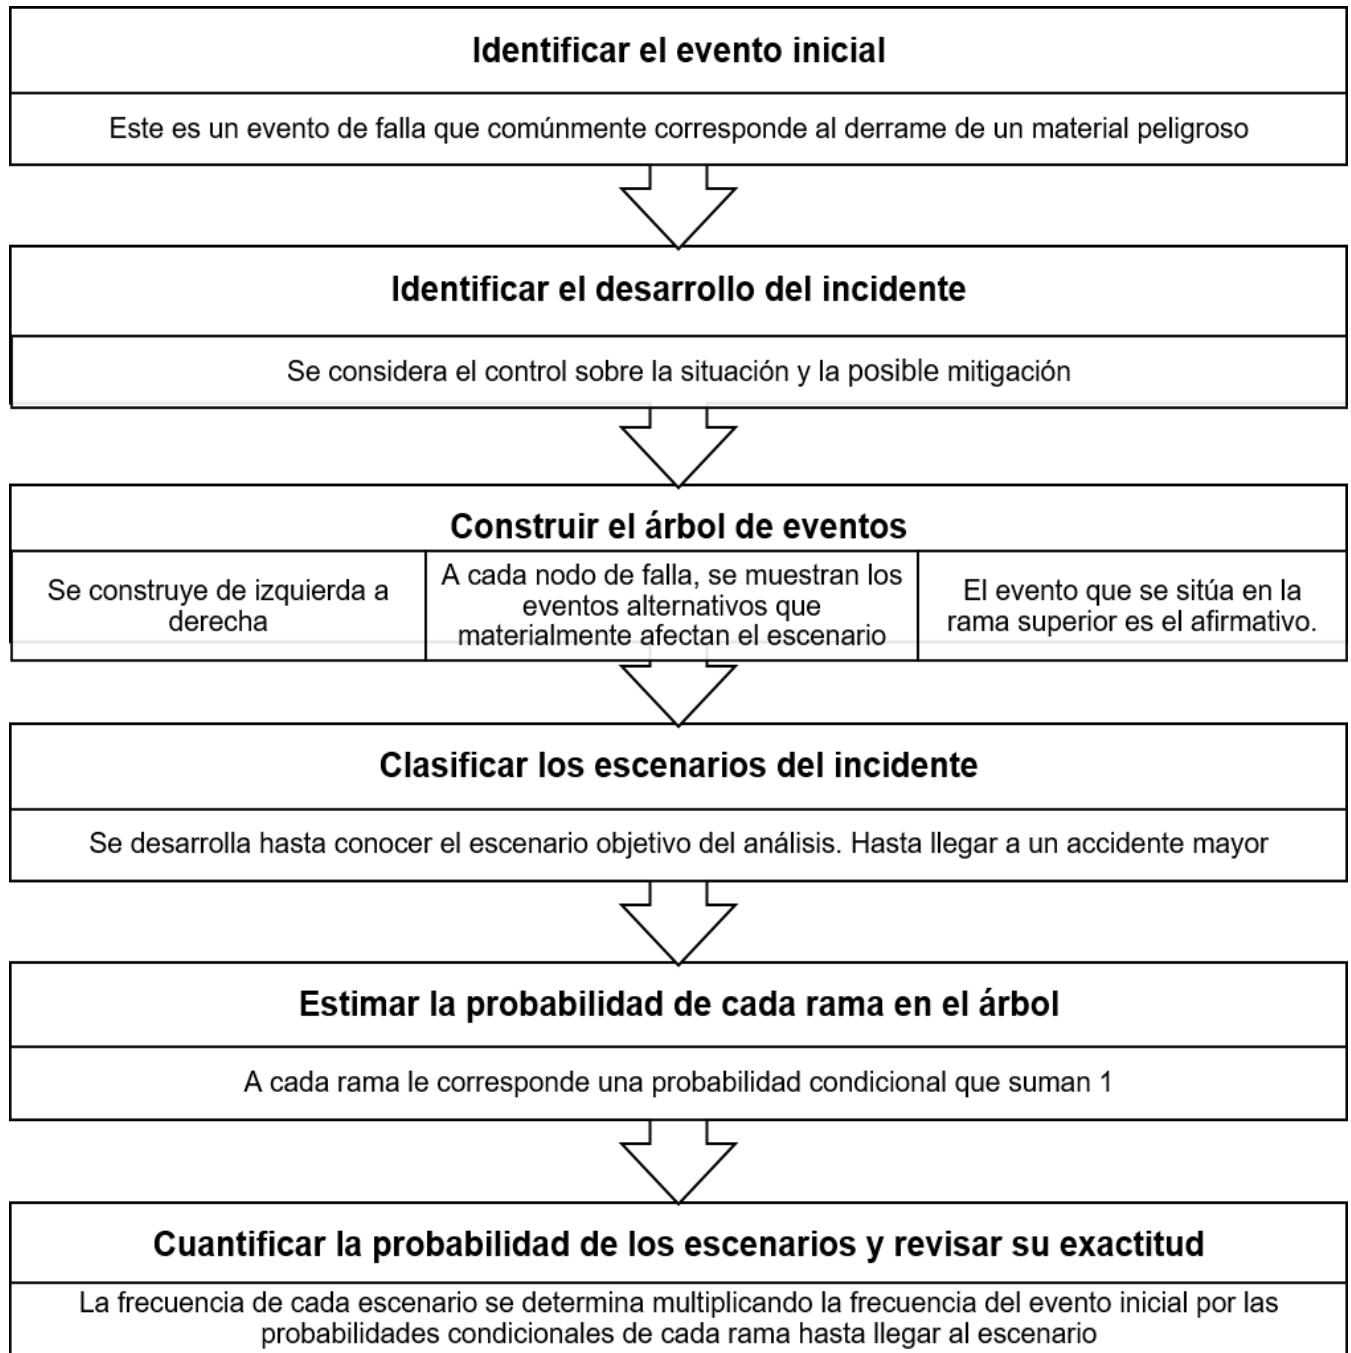 Identificar el evento inicial
Este es un evento de falla que comúnmente corresponde al derrame de un material peligroso
Identificar el desarrollo del incidente
Se considera el control sobre la situación y la posible mitigación
Construir el árbol de eventos
Se construye de izquierda a
derecha
A cada nodo de falla, se muestran los
eventos alternativos que
materialmente afectan el escenario
El evento que se sitúa en la
rama superior es el afirmativo.
Clasificar los escenarios del incidente
Se desarrolla hasta conocer el escenario objetivo del análisis. Hasta llegar a un accidente mayor
Estimar la probabilidad de cada rama en el árbol
A cada rama le corresponde una probabilidad condicional que suman 1
Cuantificar la probabilidad de los escenarios y revisar su exactitud
La frecuencia de cada escenario se determina multiplicando la frecuencia del evento inicial por las
probabilidades condicionales de cada rama hasta llegar al escenario